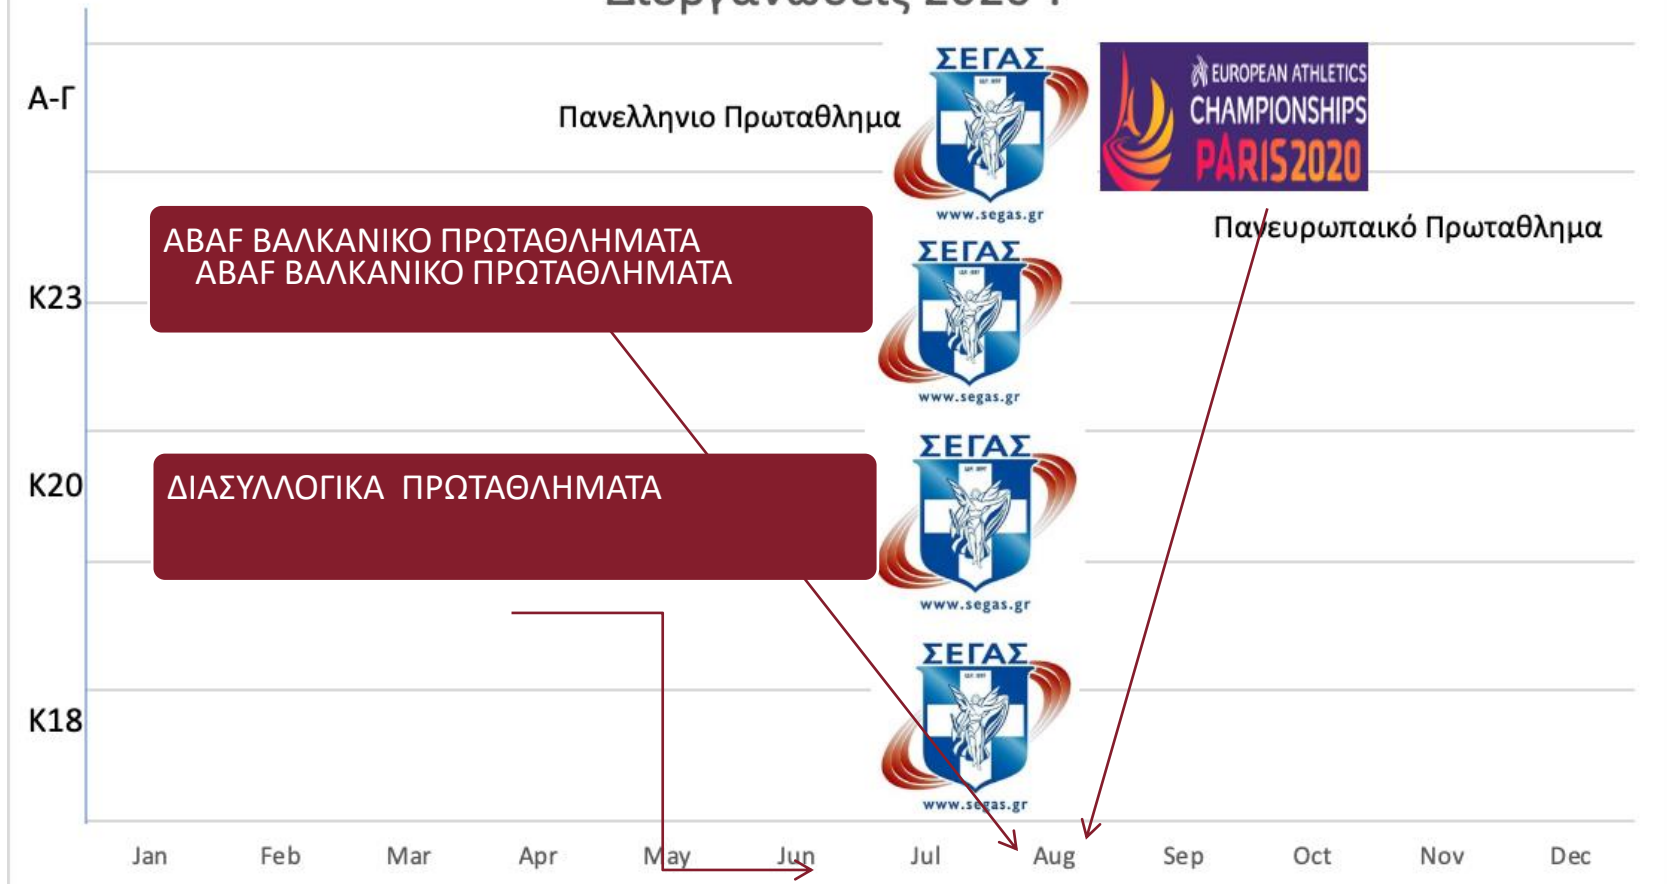 Διοργανώσεις 2020 :
Α-Γ
Πανελληνιο Πρωταθλημα
ΣΕΓΑΣ
www.segas.gr
EUROPEAN ATHLETICS
CHAMPIONSHIPS
PARIS2020
Πανευρωπαικό Πρωταθλημα
ABAF ΒΑΛΚΑΝΙΚΟ ΠΡΩΤΑΘΛΗΜΑΤΑ
ABAF ΒΑΛΚΑΝΙΚΟ ΠΡΩΤΑΘΛΗΜΑΤΑ
Κ23
ΣΕΓΑΣ
www.segas.gr
Κ20
ΔΙΑΣΥΛΛΟΓΙΚΑ ΠΡΩΤΑΘΛΗΜΑΤΑ
ΣΕΓΑΣ
www.segas.gr
Κ18
ΣΕΓΑΣ
www.segas.gr
Jan Feb Mar Apr May Jun Jul Aug Sep Oct Nov Dec